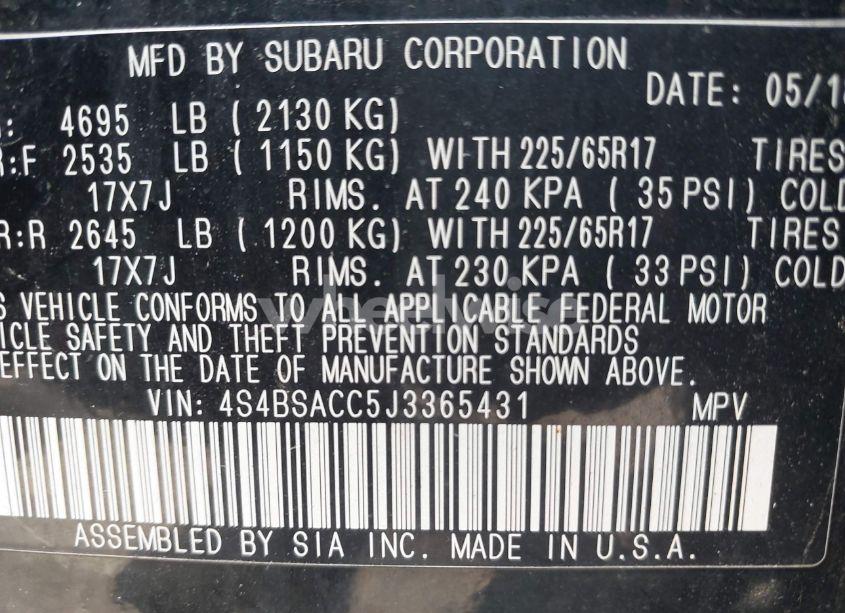 MFD BY SUBARU CORPORATION
DATE: 05/18
: 4695 LB ( 2130 KG)
R:F 2535 LB ( 1150 KG) WITH 225/65R17 TIRES
17X7J RIMS. AT 240 KPA ( 35 PSI) COLD
R:R 2645 LB ( 1200 KG) WITH 225/65R17 TIRES
17X7J RIMS. AT 230 KPA ( 33 PSI) COLD
S VEHICLE CONFORMS TO ALL APPLICABLE FEDERAL MOTOR
ICLE SAFETY AND THEFT PREVENTION STANDARDS
EFFECT ON THE DATE OF MANUFACTURE SHOWN ABOVE.
wheelwise
VIN: 4S4BSACC5J3365431 MPV
ASSEMBLED BY SIA INC. MADE IN U.S.A.